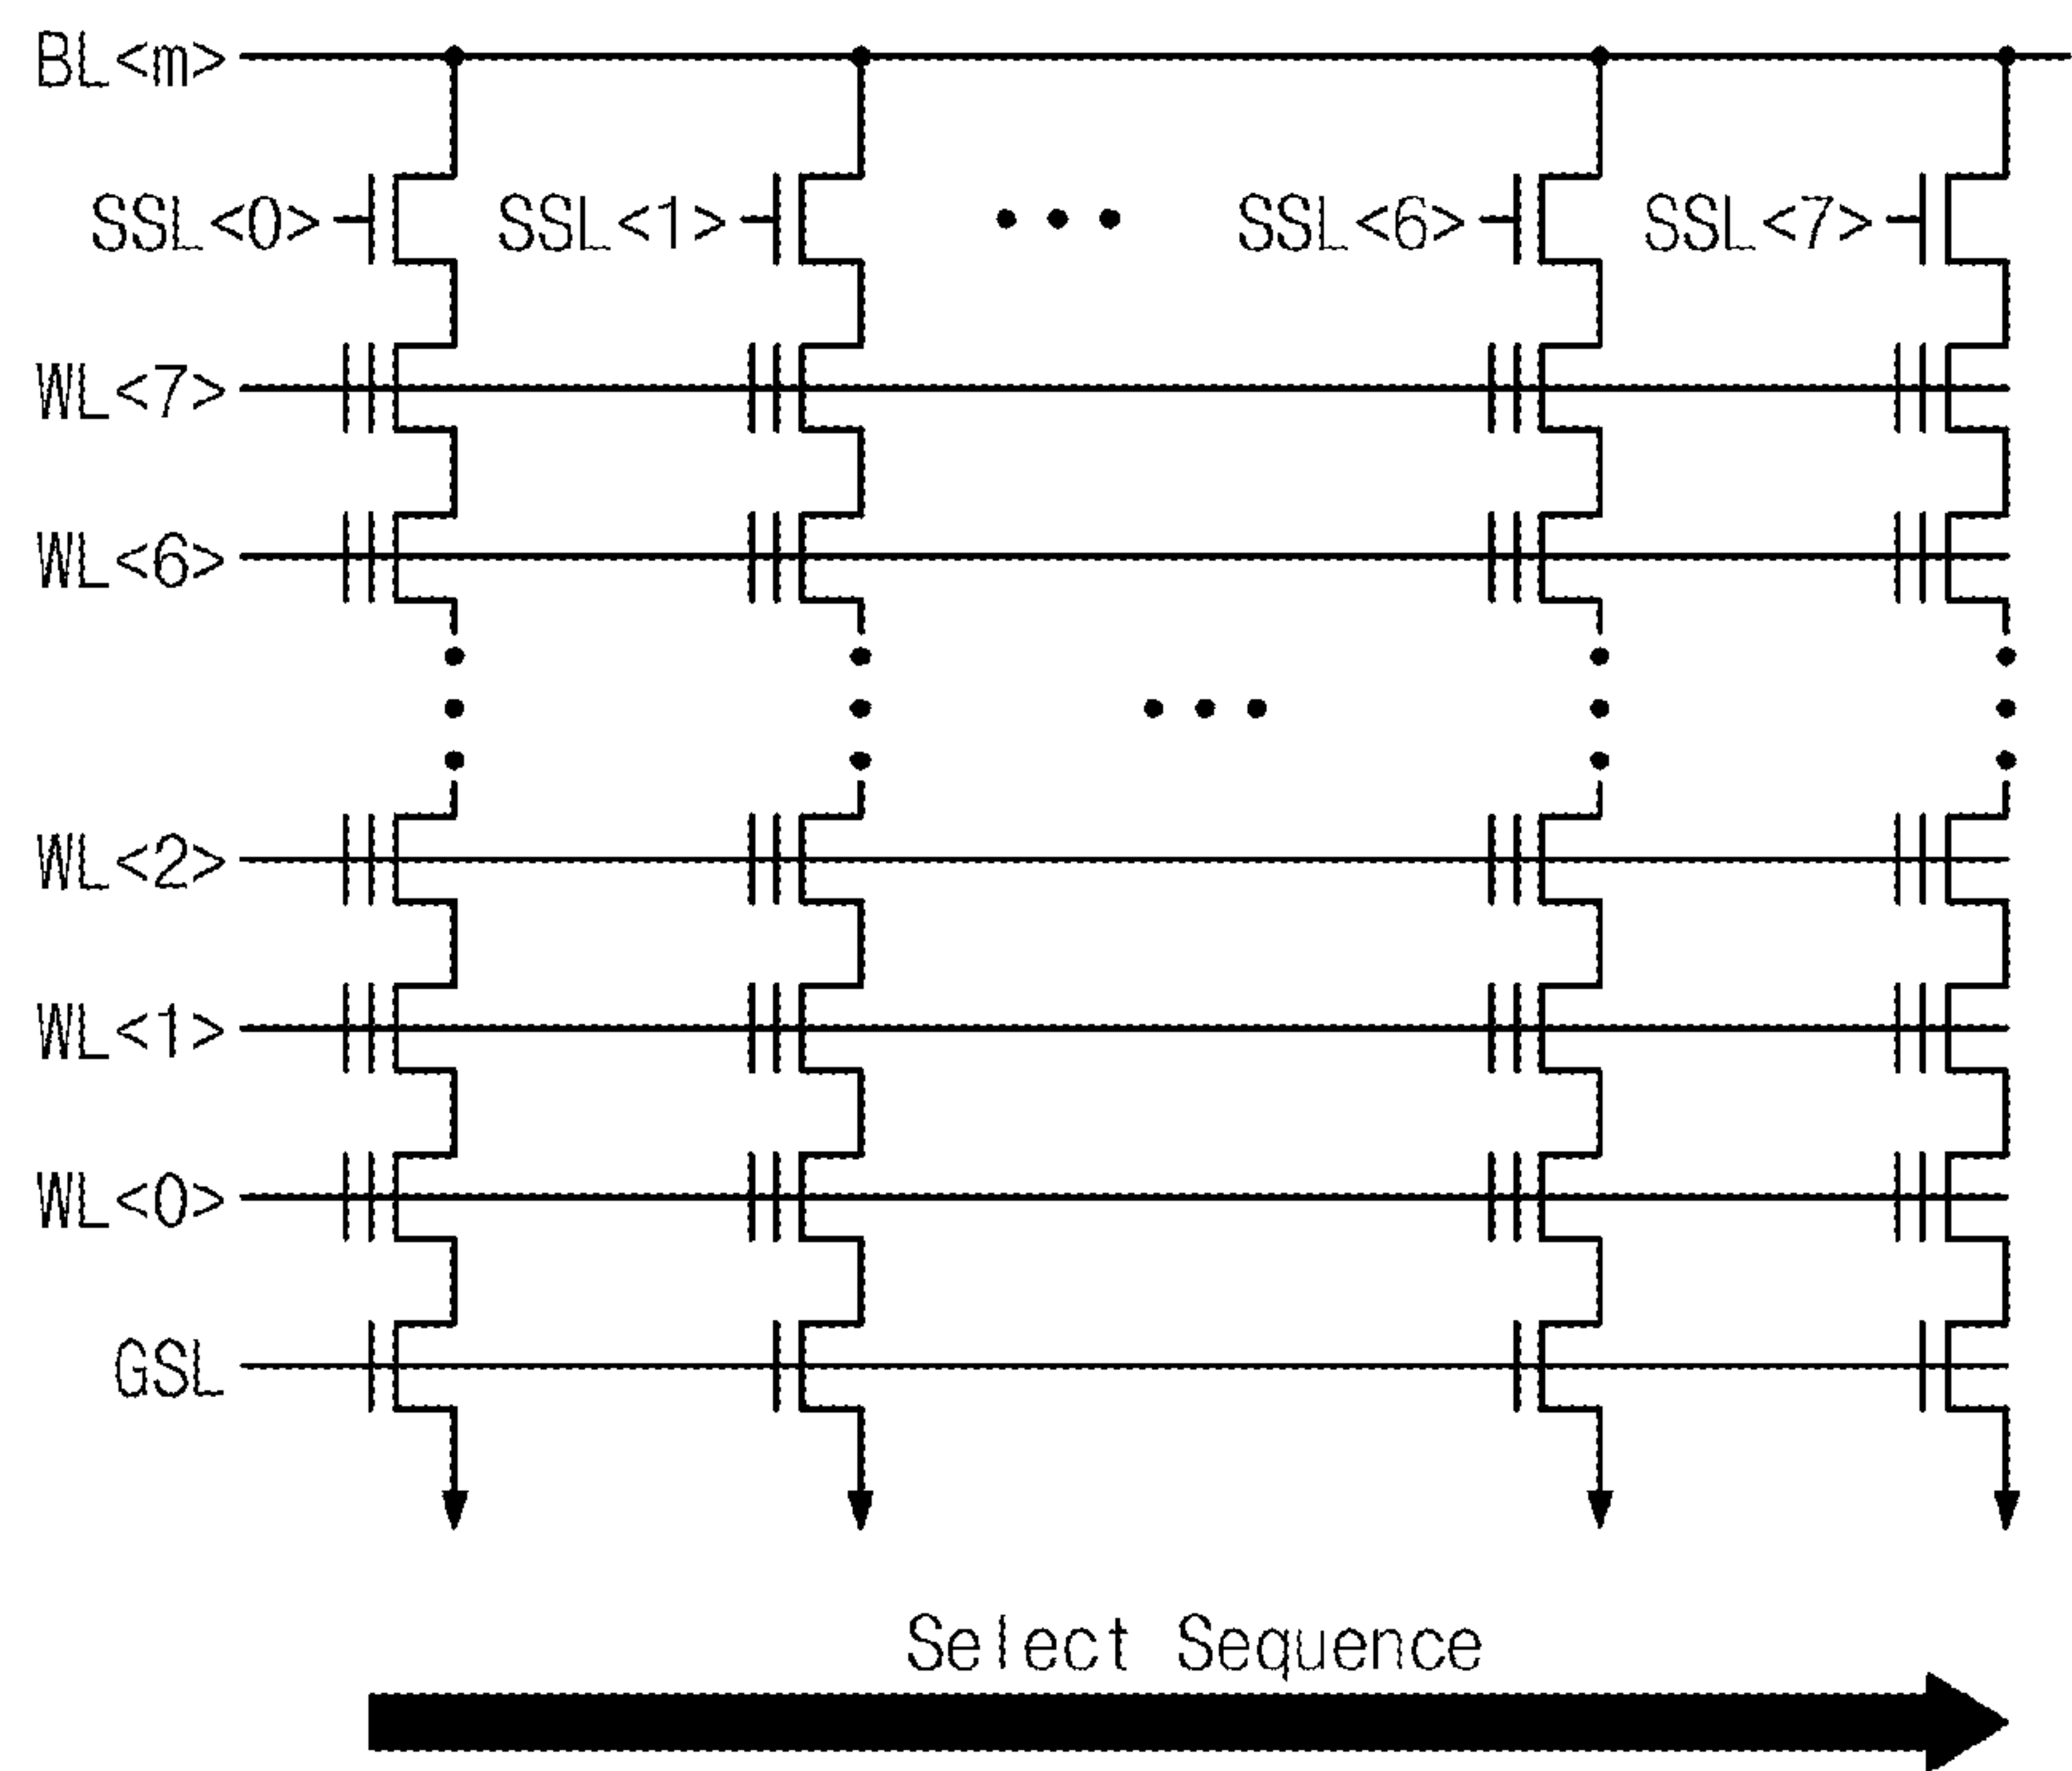 BL<m>
SSL<0> SSL<1> SSL<6> SSL<7>
WL<7>
WL<6>
WL<2>
WL<1>
WL<0>
GSL
Select Sequence